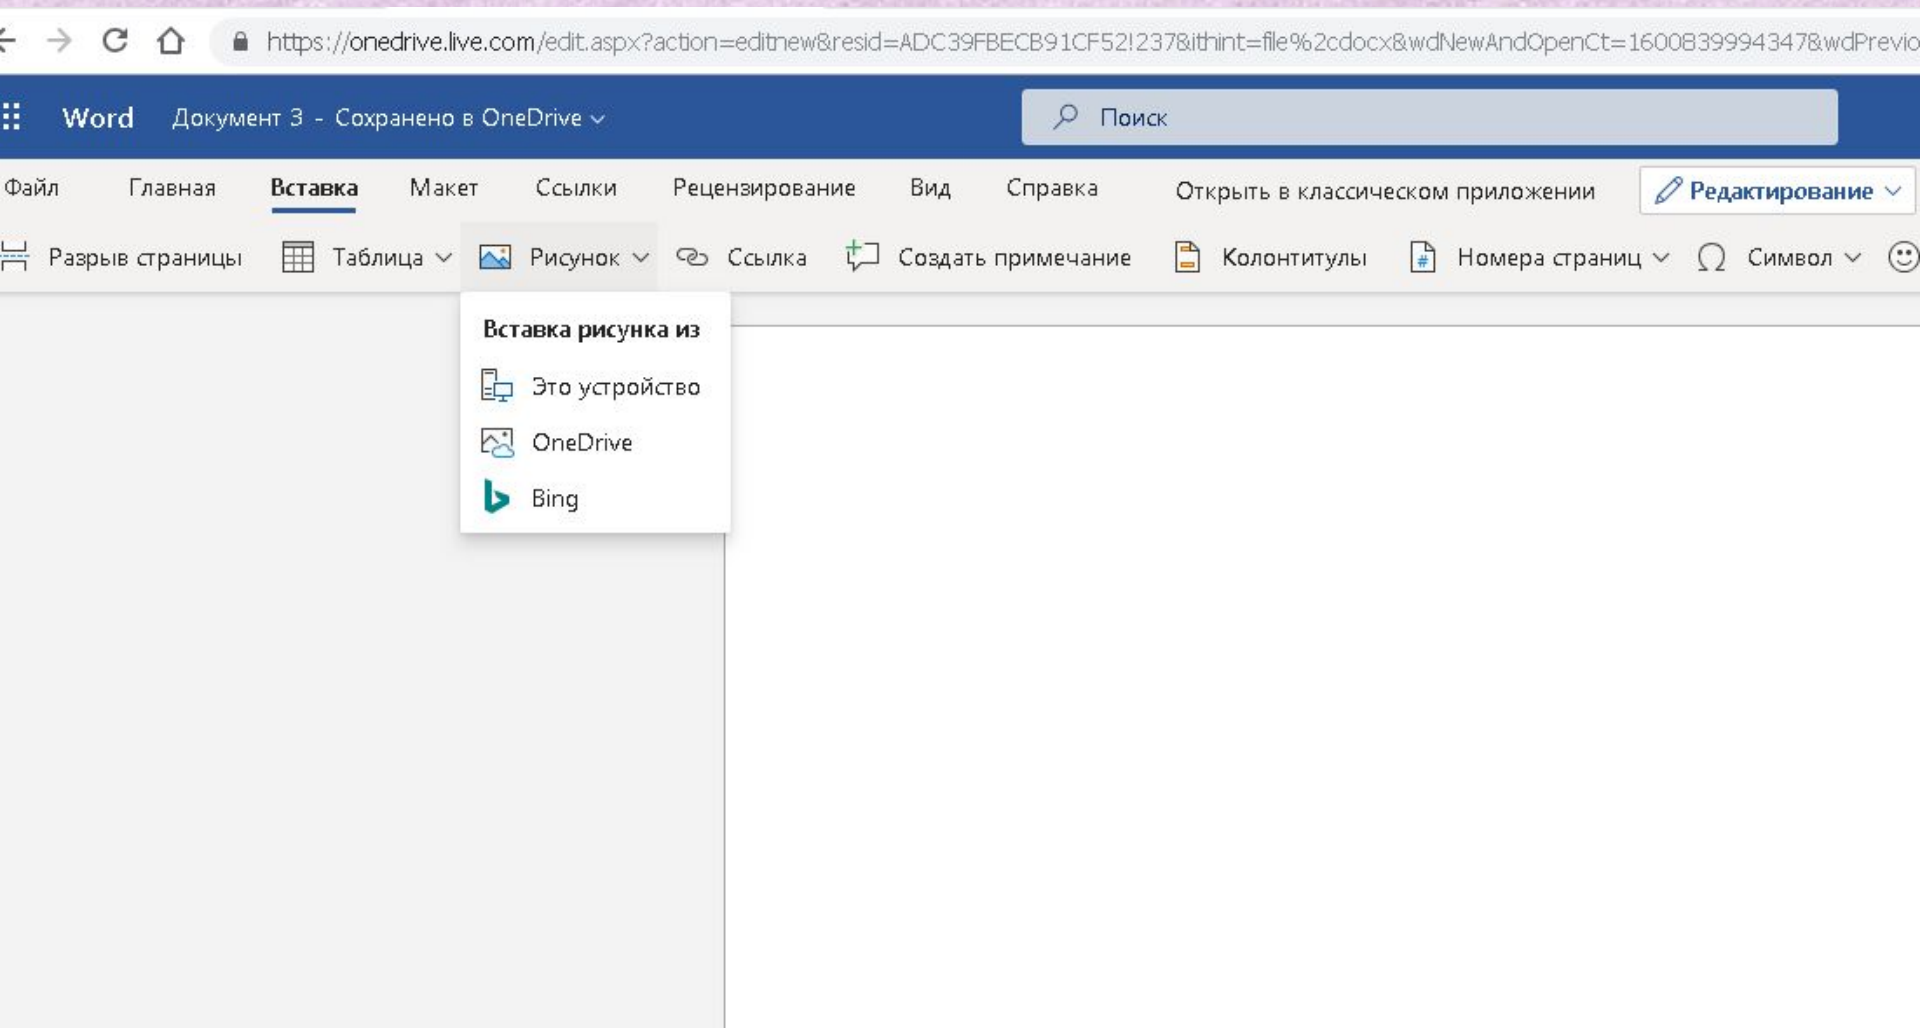 https://onedrive.live.com/edit.aspx?action=editnew&resid=ADC39FBECB91CF52!237&ithint=file%2cdocx&wdNewAndOpenCt=1600839994347&wdPrevio
Word Документ 3 - Сохранено в OneDrive Поиск
Файл Главная Вставка Макет Ссылки Рецензирование Вид Справка Открыть в классическом приложении Редактирование
Разрыв страницы Таблица Рисунок Ссылка Создать примечание Колонтитулы Номера страниц Символ
Вставка рисунка из
Это устройство
OneDrive
Bing